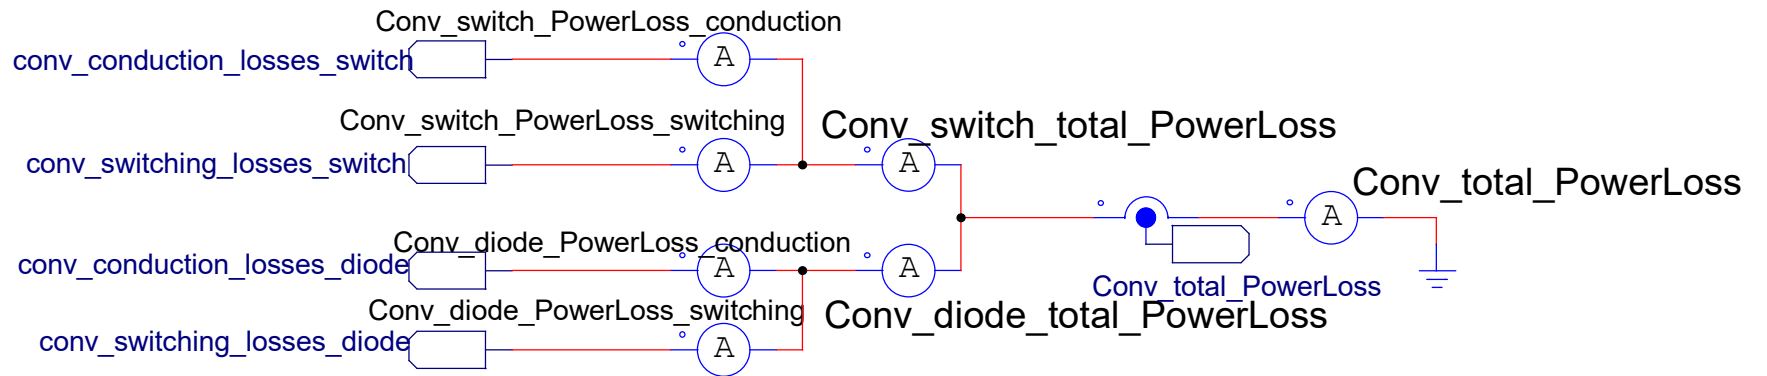 Conv_switch_PowerLoss_conduction
conv_conduction_losses_switch
A
Conv_switch_PowerLoss_switching
Conv_switch_total_PowerLoss
conv_switching_losses_switch
A
A
Conv_total_PowerLoss
A
Conv_diode_PowerLoss_conduction
conv_conduction_losses_diode
A
A
Conv_total_PowerLoss
Conv_diode_PowerLoss_switching
Conv_diode_total_PowerLoss
conv_switching_losses_diode
A